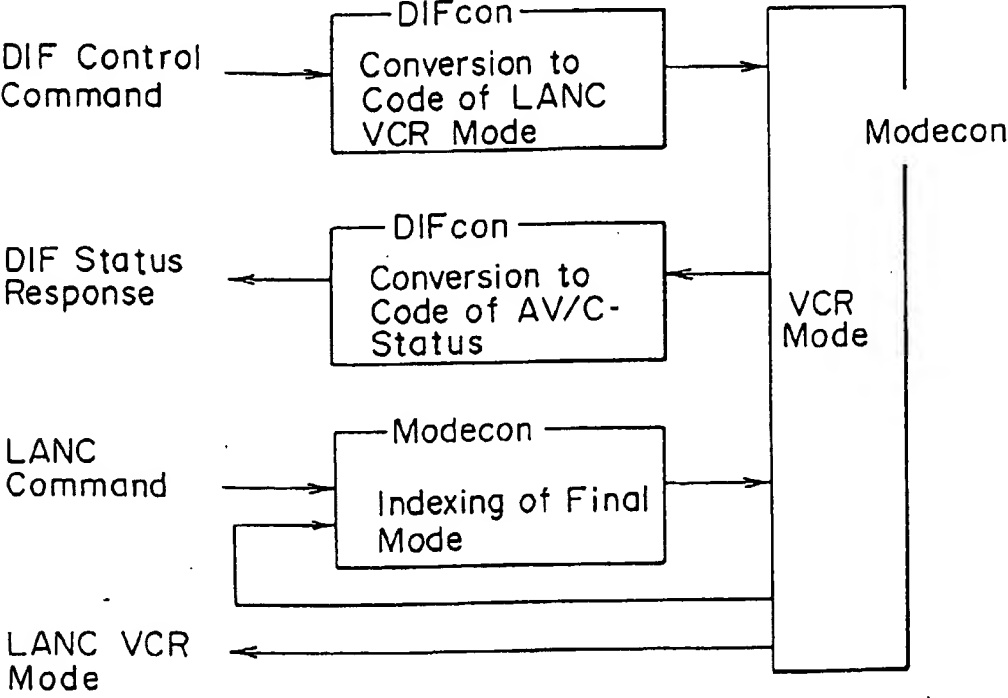 DIFcon
DIF Control
Command
Conversion to
Code of LANC
VCR Mode
Modecon
DIFcon
DIF Status
Response
Conversion to
Code of AV/C-
Status
VCR
Mode
Modecon
LANC
Command
Indexing of Final
Mode
LANC VCR
Mode